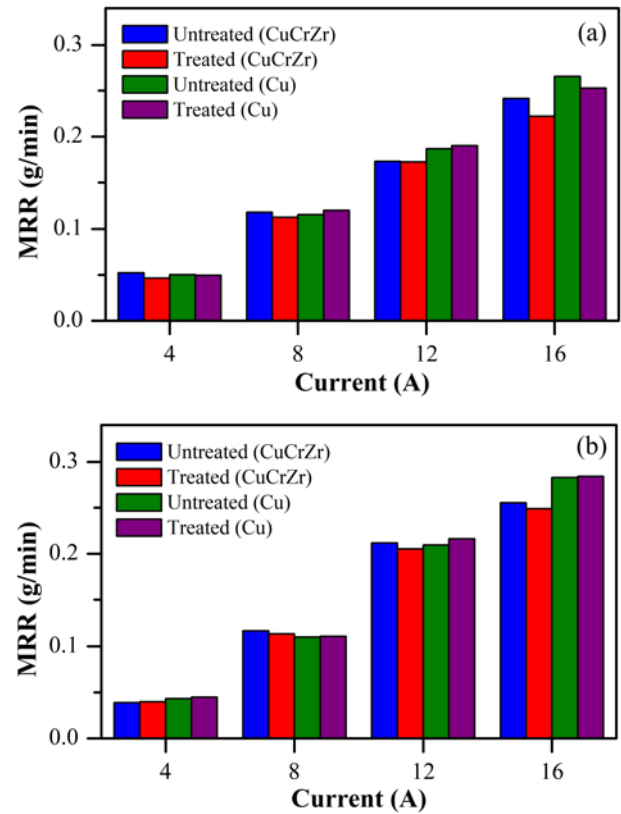 (a)
Untreated (CuCrZr)
Treated (CuCrZr)
Untreated (Cu)
Treated (Cu)
MRR (g/min)
0.3
0.2
0.1
0.0
4 8 12 16
Current (A)
(b)
Untreated (CuCrZr)
Treated (CuCrZr)
Untreated (Cu)
Treated (Cu)
MRR (g/min)
0.3
0.2
0.1
0.0
4 8 12 16
Current (A)